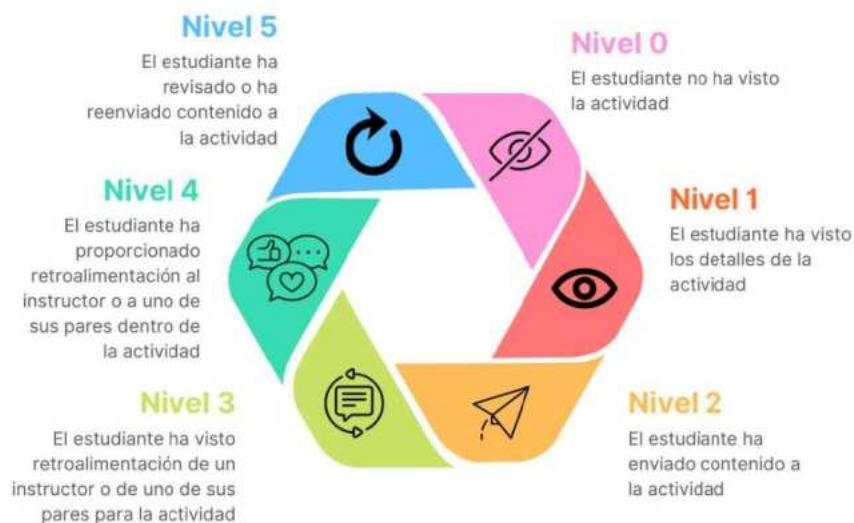 Nivel 0
El estudiante no ha visto
la actividad
Nivel 1
El estudiante ha visto
los detalles de la
actividad
Nivel 2
El estudiante ha
enviado contenido a
la actividad
Nivel 3
El estudiante ha visto
retroalimentación de un
instructor o de uno de sus
pares para la actividad
Nivel 4
El estudiante ha
proporcionado
retroalimentación al
instructor o a uno de
sus pares dentro de
la actividad
Nivel 5
El estudiante ha
revisado o ha
reenviado contenido a
la actividad